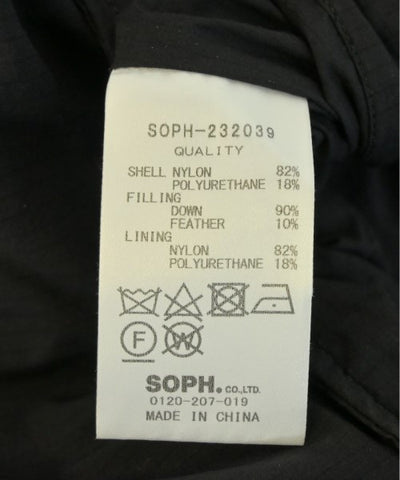 SOPH-232039
QUALITY
SHELL NYLON 82%
POLYURETHANE 18%
FILLING
DOWN 90%
FEATHER 10%
LINING
NYLON 82%
POLYURETHANE 18%
F W
SOPH. CO.,LTD.
0120-207-019
MADE IN CHINA